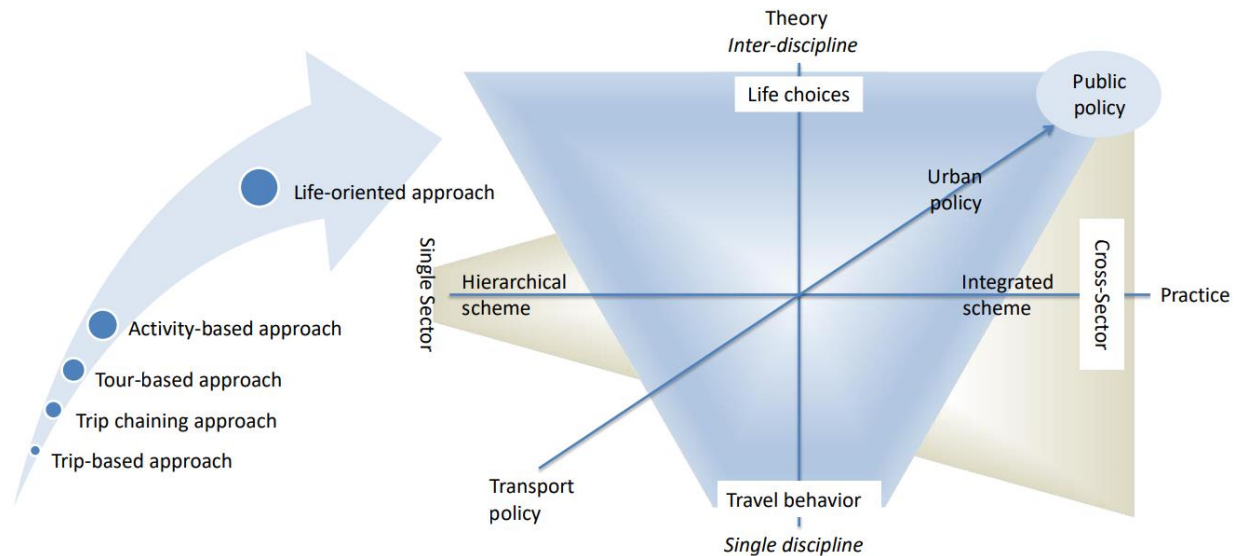 Theory
Inter-discipline
Life choices
Public
policy
Life-oriented approach
Urban
policy
Single Sector
Hierarchical
scheme
Integrated
scheme
Cross-Sector
Practice
Activity-based approach
Tour-based approach
Trip chaining approach
Trip-based approach
Transport
policy
Travel behavior
Single discipline